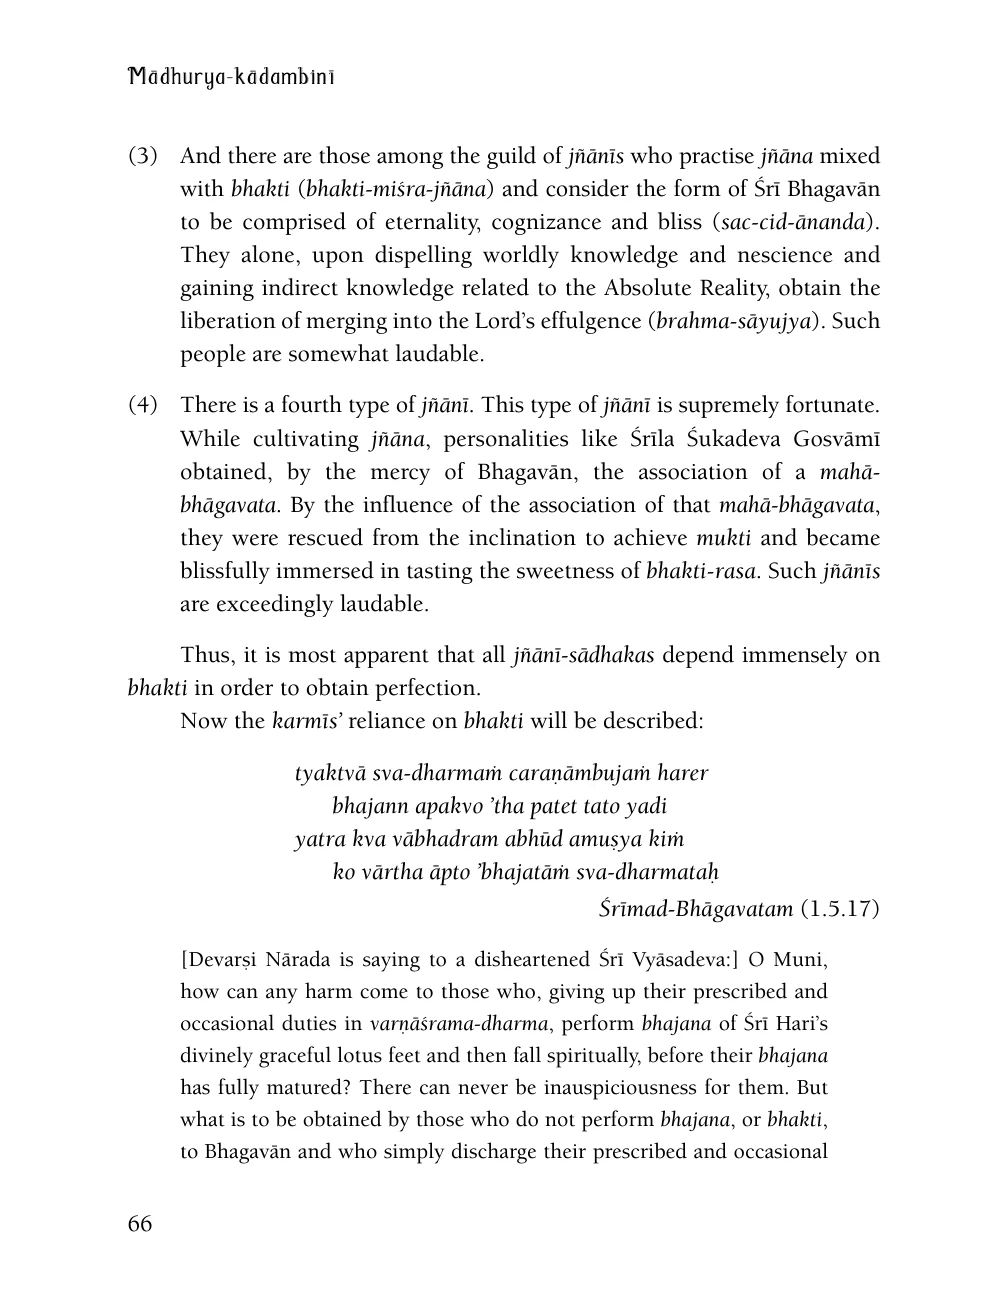 Mādhurya-kādambinī
(3) And there are those among the guild of jñānīs who practise jñāna mixed
with bhakti (bhakti-miśra-jñāna) and consider the form of Śrī Bhagavān
to be comprised of eternality, cognizance and bliss (sac-cid-ānanda).
They alone, upon dispelling worldly knowledge and nescience and
gaining indirect knowledge related to the Absolute Reality, obtain the
liberation of merging into the Lord’s effulgence (brahma-sāyujya). Such
people are somewhat laudable.
(4) There is a fourth type of jñānī. This type of jñānī is supremely fortunate.
While cultivating jñāna, personalities like Śrīla Śukadeva Gosvāmī
obtained, by the mercy of Bhagavān, the association of a mahā-
bhāgavata. By the influence of the association of that mahā-bhāgavata,
they were rescued from the inclination to achieve mukti and became
blissfully immersed in tasting the sweetness of bhakti-rasa. Such jñānīs
are exceedingly laudable.
Thus, it is most apparent that all jñānī-sādhakas depend immensely on
bhakti in order to obtain perfection.
Now the karmīs’ reliance on bhakti will be described:
tyaktvā sva-dharmaṁ caraṇāmbujaṁ harer
bhajann apakvo ’tha patet tato yadi
yatra kva vābhadram abhūd amuṣya kiṁ
ko vārtha āpto ’bhajatāṁ sva-dharmataḥ
Śrīmad-Bhāgavatam (1.5.17)
[Devarṣi Nārada is saying to a disheartened Śrī Vyāsadeva:] O Muni,
how can any harm come to those who, giving up their prescribed and
occasional duties in varṇāśrama-dharma, perform bhajana of Śrī Hari’s
divinely graceful lotus feet and then fall spiritually, before their bhajana
has fully matured? There can never be inauspiciousness for them. But
what is to be obtained by those who do not perform bhajana, or bhakti,
to Bhagavān and who simply discharge their prescribed and occasional
66